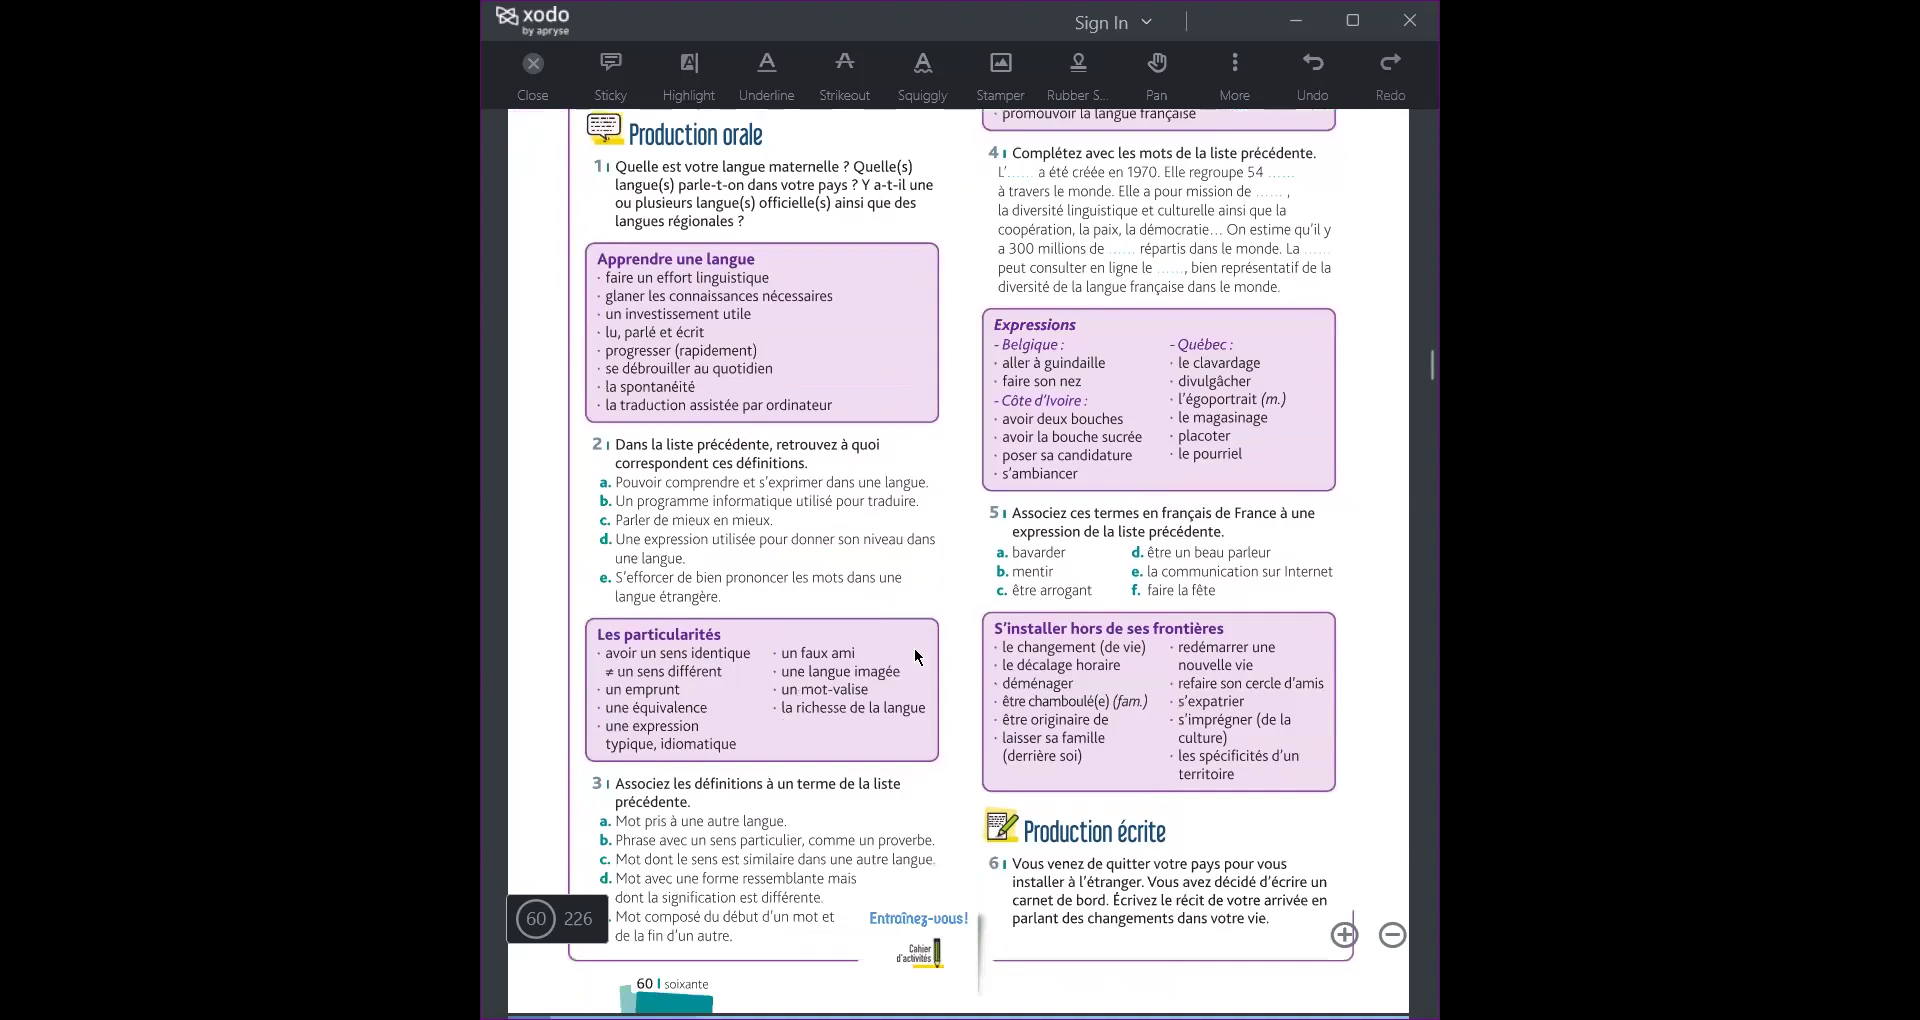 xodo
by apryse
Sign In
Close
Sticky
Highlight
Underline
Strikeout
Squiggly
Stamper
Rubber S...
Pan
More
Undo
Redo
Production orale
1 Quelle est votre langue maternelle ? Quelle(s)
langue(s) parle-t-on dans votre pays ? Y a-t-il une
ou plusieurs langue(s) officielle(s) ainsi que des
langues régionales ?
Apprendre une langue
· faire un effort linguistique
· glaner les connaissances nécessaires
· un investissement utile
· lu, parlé et écrit
· progresser (rapidement)
· se débrouiller au quotidien
· la spontanéité
· la traduction assistée par ordinateur
2 Dans la liste précédente, retrouvez à quoi
correspondent ces définitions.
a. Pouvoir comprendre et s'exprimer dans une langue.
b. Un programme informatique utilisé pour traduire.
c. Parler de mieux en mieux.
d. Une expression utilisée pour donner son niveau dans
une langue.
e. S'efforcer de bien prononcer les mots dans une
langue étrangère.
Les particularités
· avoir un sens identique
≠ un sens différent
· un emprunt
· une équivalence
· une expression
typique, idiomatique
· un faux ami
· une langue imagée
· un mot-valise
· la richesse de la langue
3 Associez les définitions à un terme de la liste
précédente.
a. Mot pris à une autre langue.
b. Phrase avec un sens particulier, comme un proverbe.
c. Mot dont le sens est similaire dans une autre langue.
d. Mot avec une forme ressemblante mais
dont la signification est différente.
. Mot composé du début d'un mot et
de la fin d'un autre.
Entraînez-vous !
Cahier
d'activités
60 soixante
60 226
· promouvoir la langue française
4 Complétez avec les mots de la liste précédente.
L'...... a été créée en 1970. Elle regroupe 54 ......
à travers le monde. Elle a pour mission de ...... ,
la diversité linguistique et culturelle ainsi que la
coopération, la paix, la démocratie... On estime qu'il y
a 300 millions de ...... répartis dans le monde. La ......
peut consulter en ligne le ......, bien représentatif de la
diversité de la langue française dans le monde.
Expressions
- Belgique :
· aller à guindaille
· faire son nez
- Côte d'Ivoire :
· avoir deux bouches
· avoir la bouche sucrée
· poser sa candidature
· s'ambiancer
- Québec :
· le clavardage
· divulgâcher
· l'égoportrait (m.)
· le magasinage
· placoter
· le pourriel
5 Associez ces termes en français de France à une
expression de la liste précédente.
a. bavarder
b. mentir
c. être arrogant
d. être un beau parleur
e. la communication sur Internet
f. faire la fête
S'installer hors de ses frontières
· le changement (de vie)
· le décalage horaire
· déménager
· être chamboulé(e) (fam.)
· être originaire de
· laisser sa famille
(derrière soi)
· redémarrer une
nouvelle vie
· refaire son cercle d'amis
· s'expatrier
· s'imprégner (de la
culture)
· les spécificités d'un
territoire
Production écrite
6 Vous venez de quitter votre pays pour vous
installer à l'étranger. Vous avez décidé d'écrire un
carnet de bord. Écrivez le récit de votre arrivée en
parlant des changements dans votre vie.